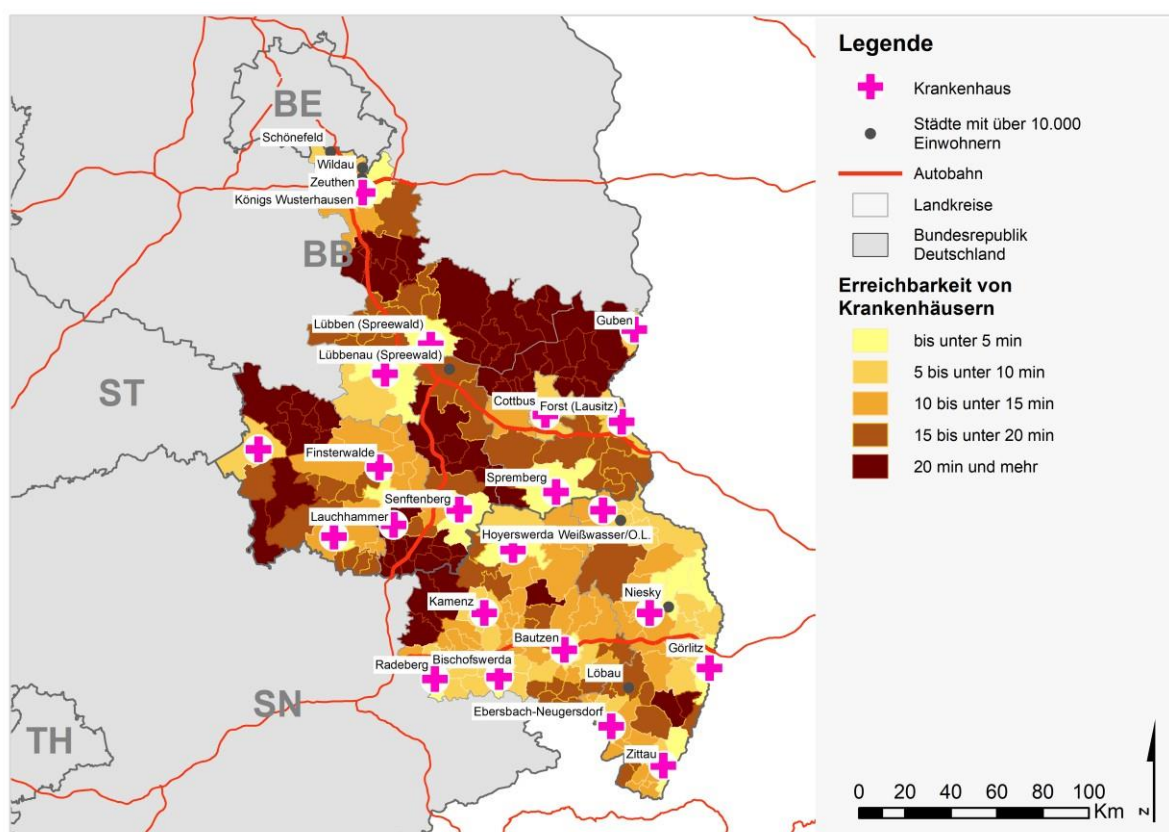 BE
Schönefeld
Wildau
Zeuthen
Königs Wusterhausen
BB
Lübben (Spreewald)
Guben
Lübbenau (Spreewald)
ST
Cottbus
Forst (Lausitz)
Finsterwalde
Spremberg
Senftenberg
Lauchhammer
Hoyerswerda
Weißwasser/O.L.
Kamenz
Niesky
Bautzen
Görlitz
Radeberg
Bischofswerda
Löbau
SN
Ebersbach-Neugersdorf
TH
Zittau
Legende
Krankenhaus
Städte mit über 10.000
Einwohnern
Autobahn
Landkreise
Bundesrepublik
Deutschland
Erreichbarkeit von
Krankenhäusern
bis unter 5 min
5 bis unter 10 min
10 bis unter 15 min
15 bis unter 20 min
20 min und mehr
0 20 40 60 80 100
Km
N